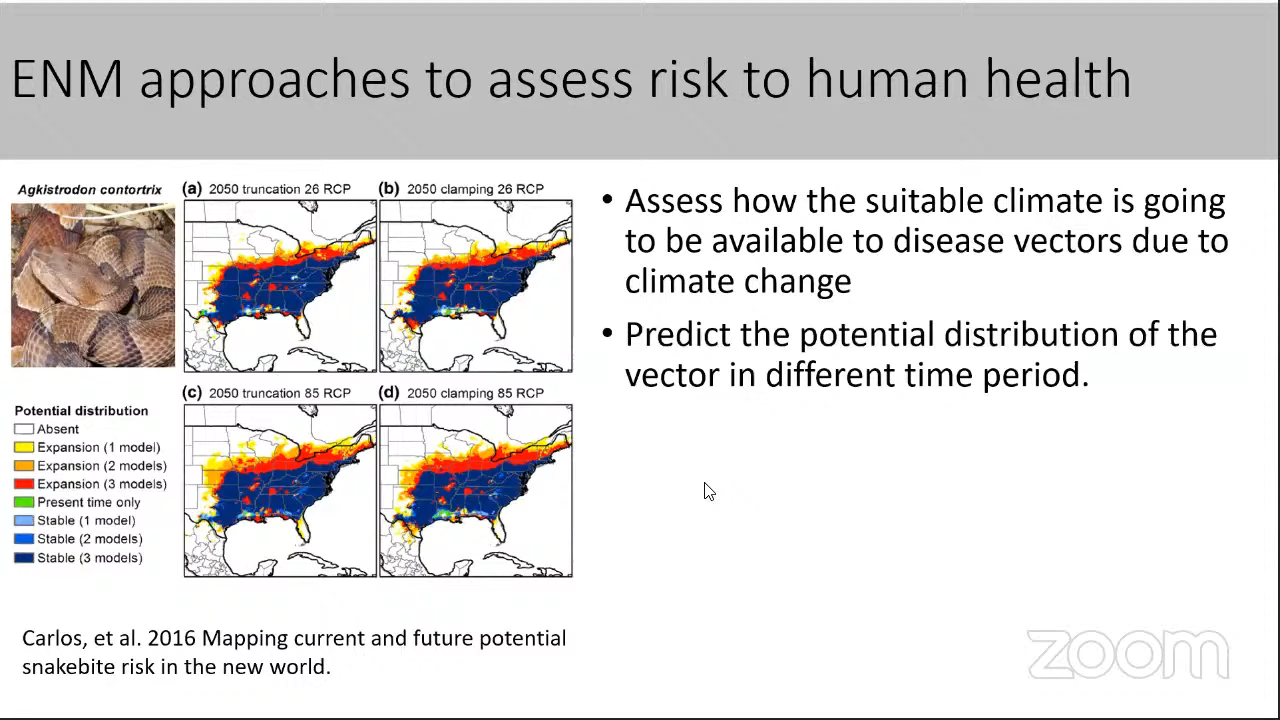 ENM approaches to assess risk to human health
Agkistrodon contortrix
(a) 2050 truncation 26 RCP
(b) 2050 clamping 26 RCP
(c) 2050 truncation 85 RCP
(d) 2050 clamping 85 RCP
Potential distribution
Absent
Expansion (1 model)
Expansion (2 models)
Expansion (3 models)
Present time only
Stable (1 model)
Stable (2 models)
Stable (3 models)
Carlos, et al. 2016 Mapping current and future potential
snakebite risk in the new world.
• Assess how the suitable climate is going
to be available to disease vectors due to
climate change
• Predict the potential distribution of the
vector in different time period.
zoom